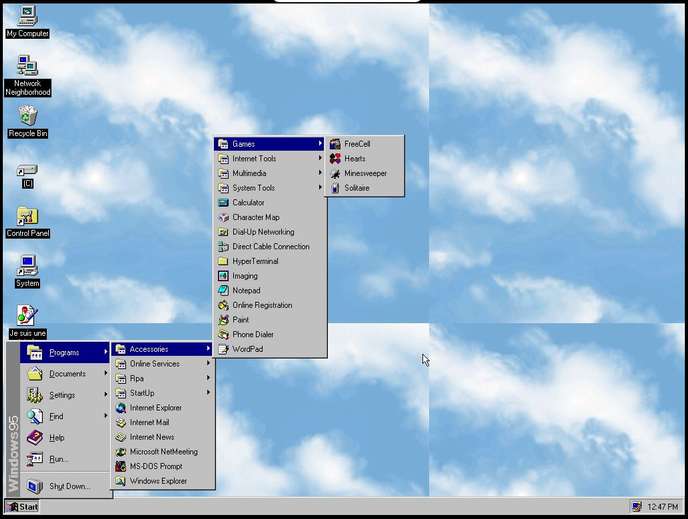 My Computer
Network
Neighborhood
Recycle Bin
(C)
Control Panel
System
Je suis une
Games
Internet Tools
Multimedia
System Tools
Calculator
Character Map
Dial-Up Networking
Direct Cable Connection
HyperTerminal
Imaging
Notepad
Online Registration
Paint
Phone Dialer
WordPad
FreeCell
Hearts
Minesweeper
Solitaire
Windows95
Programs
Documents
Settings
Find
Help
Run...
Shut Down...
Accessories
Online Services
Ripa
StartUp
Internet Explorer
Internet Mail
Internet News
Microsoft NetMeeting
MS-DOS Prompt
Windows Explorer
Start
12:47 PM